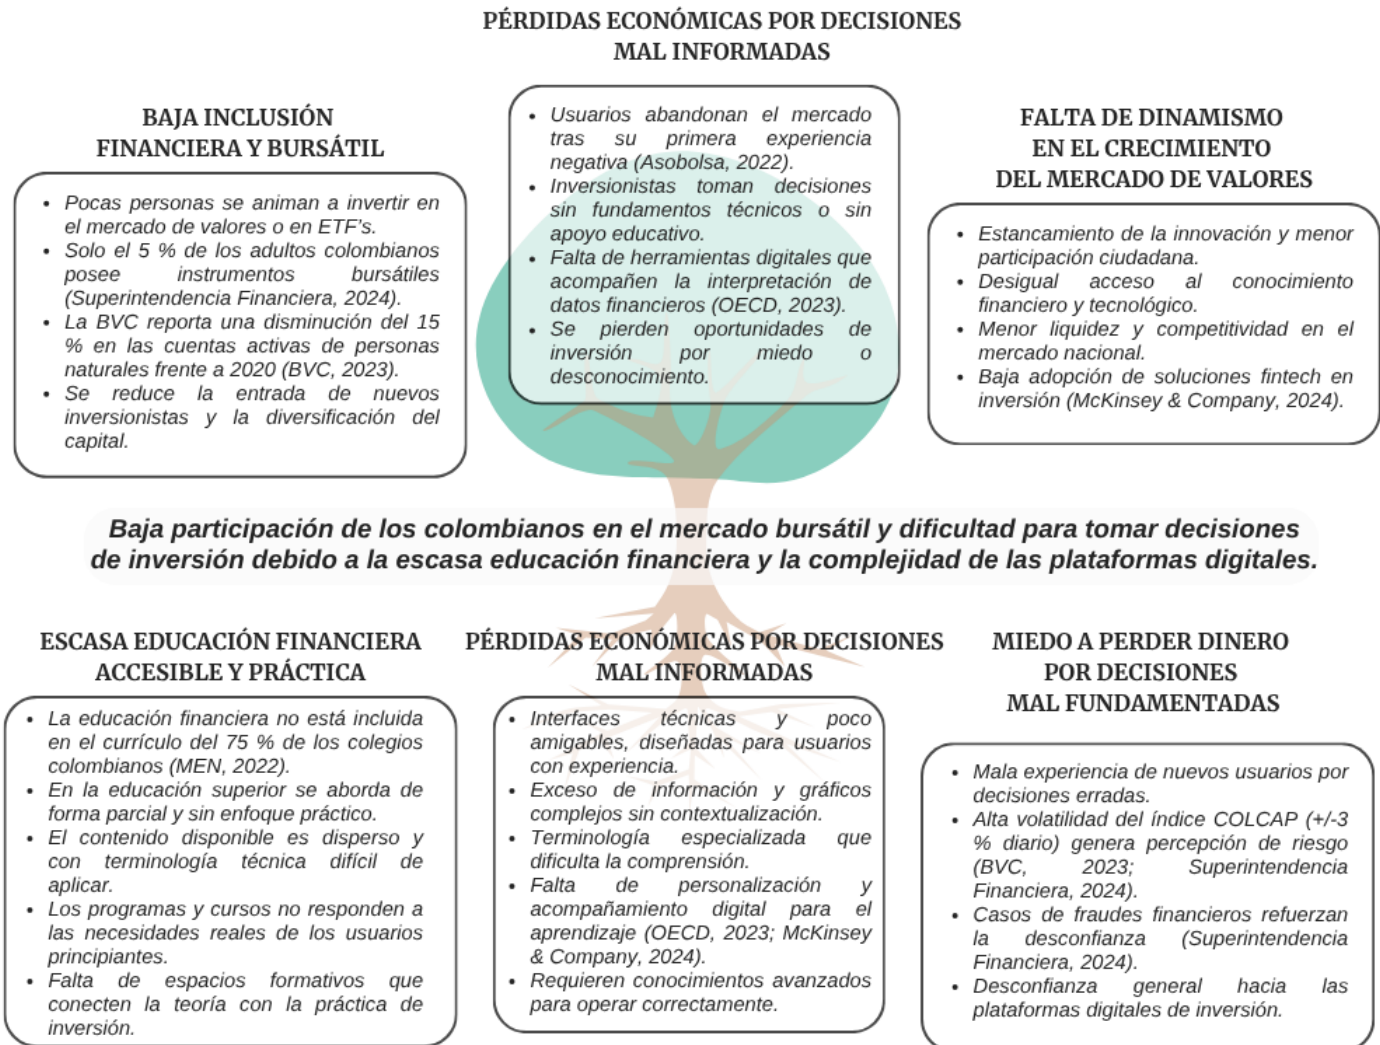 PÉRDIDAS ECONÓMICAS POR DECISIONES
MAL INFORMADAS
BAJA INCLUSIÓN
FINANCIERA Y BURSÁTIL
• Pocas personas se animan a invertir en
el mercado de valores o en ETF's.
• Solo el 5 % de los adultos colombianos
posee instrumentos bursátiles
(Superintendencia Financiera, 2024).
• La BVC reporta una disminución del 15
% en las cuentas activas de personas
naturales frente a 2020 (BVC, 2023).
• Se reduce la entrada de nuevos
inversionistas y la diversificación del
capital.
• Usuarios abandonan el mercado
tras su primera experiencia
negativa (Asobolsa, 2022).
• Inversionistas toman decisiones
sin fundamentos técnicos o sin
apoyo educativo.
• Falta de herramientas digitales que
acompañen la interpretación de
datos financieros (OECD, 2023).
• Se pierden oportunidades de
inversión por miedo o
desconocimiento.
FALTA DE DINAMISMO
EN EL CRECIMIENTO
DEL MERCADO DE VALORES
• Estancamiento de la innovación y menor
participación ciudadana.
• Desigual acceso al conocimiento
financiero y tecnológico.
• Menor liquidez y competitividad en el
mercado nacional.
• Baja adopción de soluciones fintech en
inversión (McKinsey & Company, 2024).
Baja participación de los colombianos en el mercado bursátil y dificultad para tomar decisiones
de inversión debido a la escasa educación financiera y la complejidad de las plataformas digitales.
ESCASA EDUCACIÓN FINANCIERA
ACCESIBLE Y PRÁCTICA
• La educación financiera no está incluida
en el currículo del 75 % de los colegios
colombianos (MEN, 2022).
• En la educación superior se aborda de
forma parcial y sin enfoque práctico.
• El contenido disponible es disperso y
con terminología técnica difícil de
aplicar.
• Los programas y cursos no responden a
las necesidades reales de los usuarios
principiantes.
• Falta de espacios formativos que
conecten la teoría con la práctica de
inversión.
PÉRDIDAS ECONÓMICAS POR DECISIONES
MAL INFORMADAS
• Interfaces técnicas y poco
amigables, diseñadas para usuarios
con experiencia.
• Exceso de información y gráficos
complejos sin contextualización.
• Terminología especializada que
dificulta la comprensión.
• Falta de personalización y
acompañamiento digital para el
aprendizaje (OECD, 2023; McKinsey
& Company, 2024).
• Requieren conocimientos avanzados
para operar correctamente.
MIEDO A PERDER DINERO
POR DECISIONES
MAL FUNDAMENTADAS
• Mala experiencia de nuevos usuarios por
decisiones erradas.
• Alta volatilidad del índice COLCAP (+/-3
% diario) genera percepción de riesgo
(BVC, 2023; Superintendencia
Financiera, 2024).
• Casos de fraudes financieros refuerzan
la desconfianza (Superintendencia
Financiera, 2024).
• Desconfianza general hacia las
plataformas digitales de inversión.